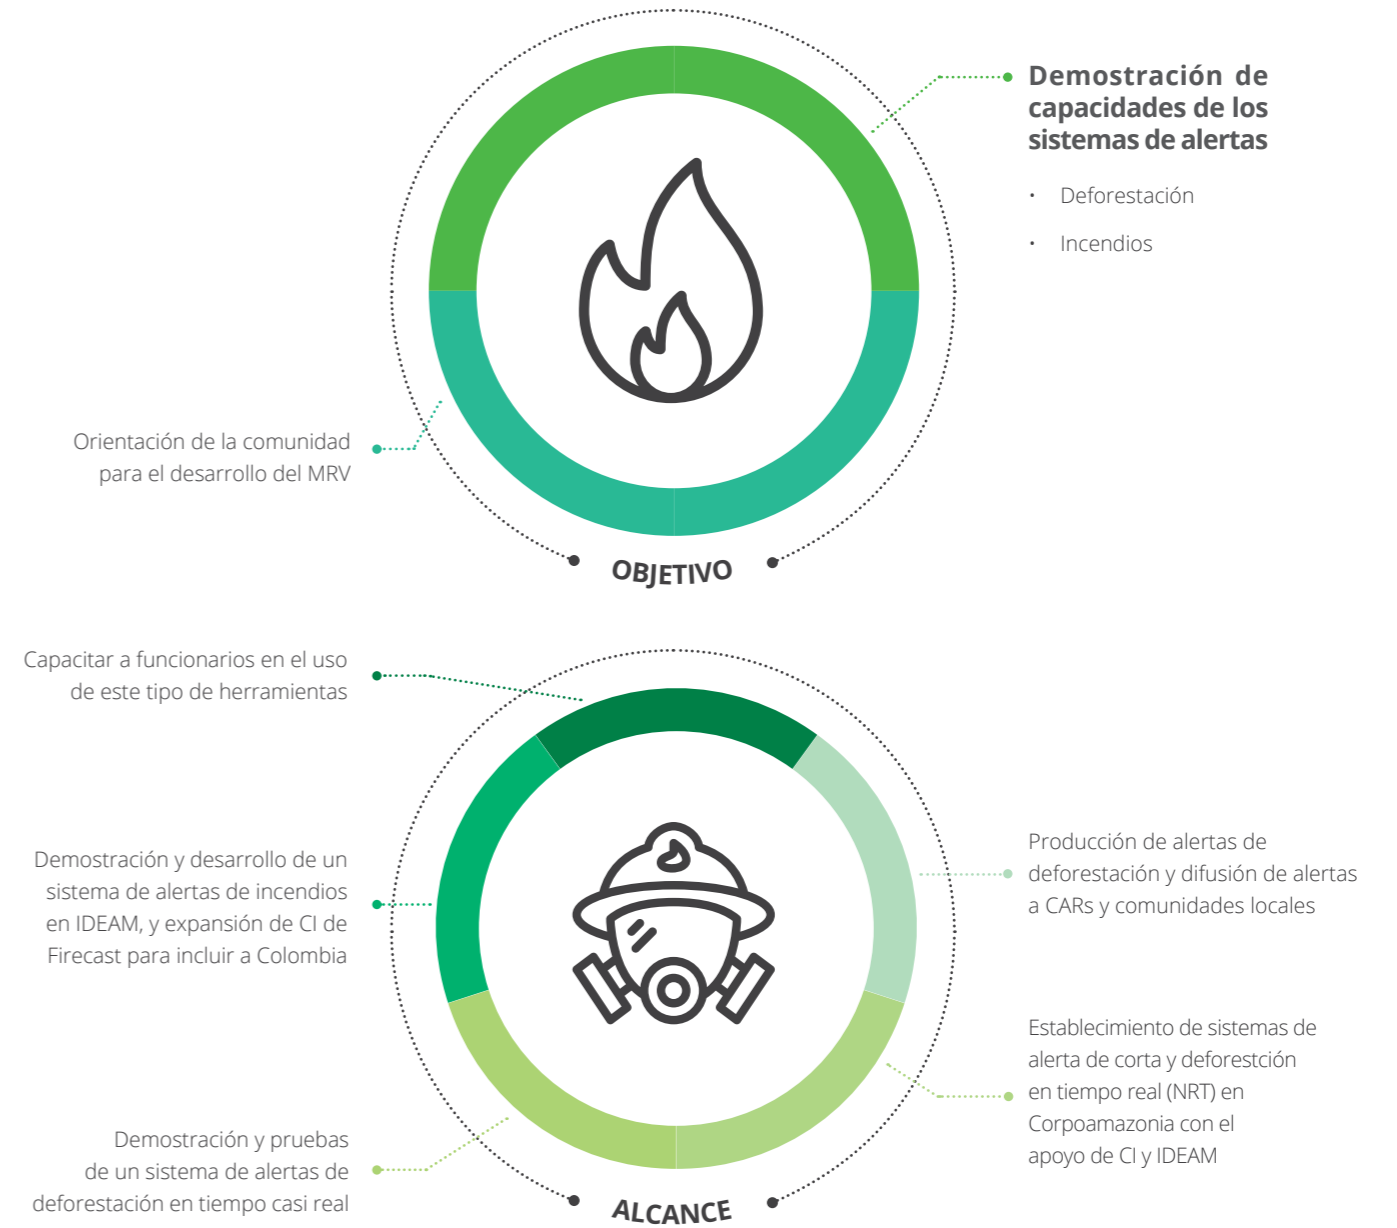 Demostración de
capacidades de los
sistemas de alertas
• Deforestación
• Incendios
Orientación de la comunidad
para el desarrollo del MRV
OBJETIVO
Capacitar a funcionarios en el uso
de este tipo de herramientas
Demostración y desarrollo de un
sistema de alertas de incendios
en IDEAM, y expansión de CI de
Firecast para incluir a Colombia
Demostración y pruebas
de un sistema de alertas de
deforestación en tiempo casi real
Producción de alertas de
deforestación y difusión de alertas
a CARs y comunidades locales
Establecimiento de sistemas de
alerta de corta y deforestción
en tiempo real (NRT) en
Corpoamazonia con el
apoyo de CI y IDEAM
ALCANCE